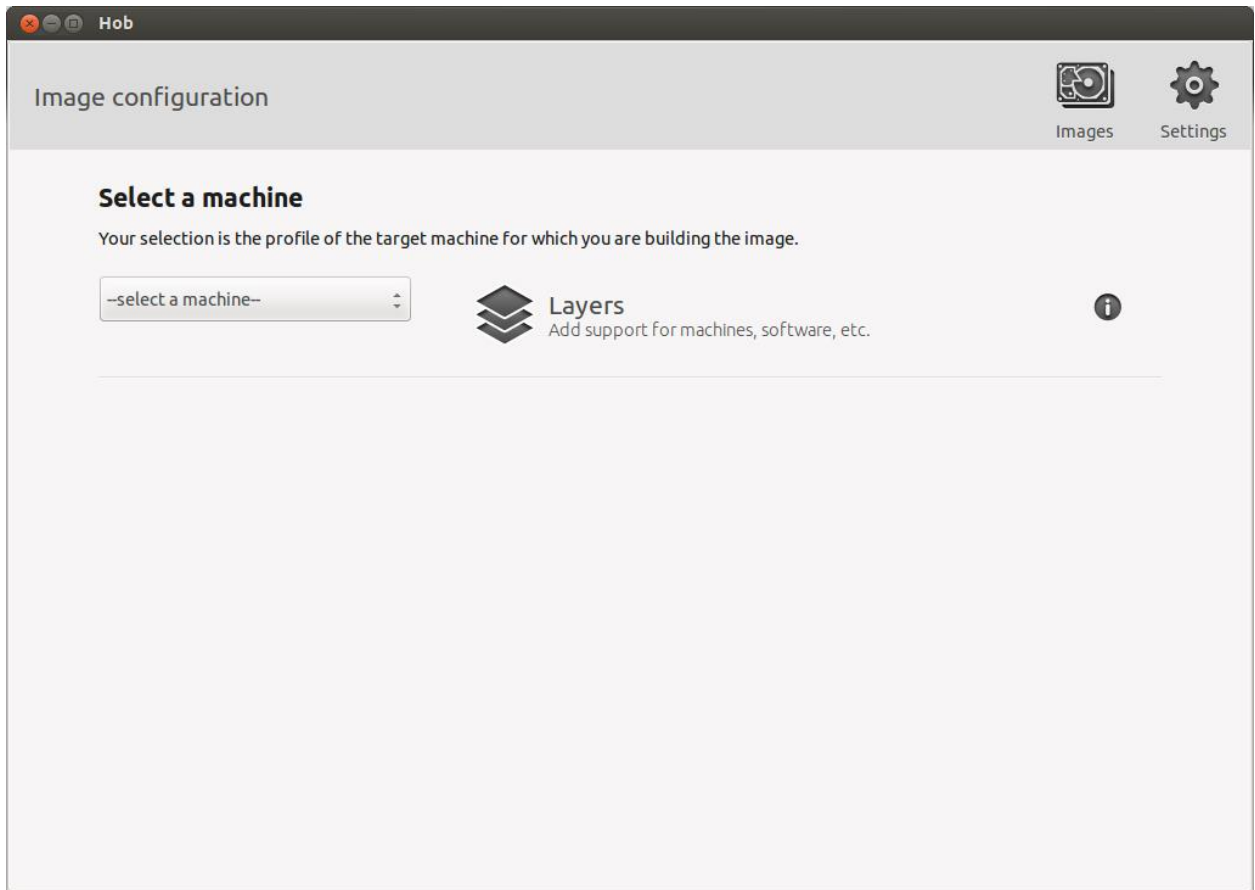 Hob
Image configuration
Images
Settings
Select a machine
Your selection is the profile of the target machine for which you are building the image.
--select a machine--
Layers
Add support for machines, software, etc.